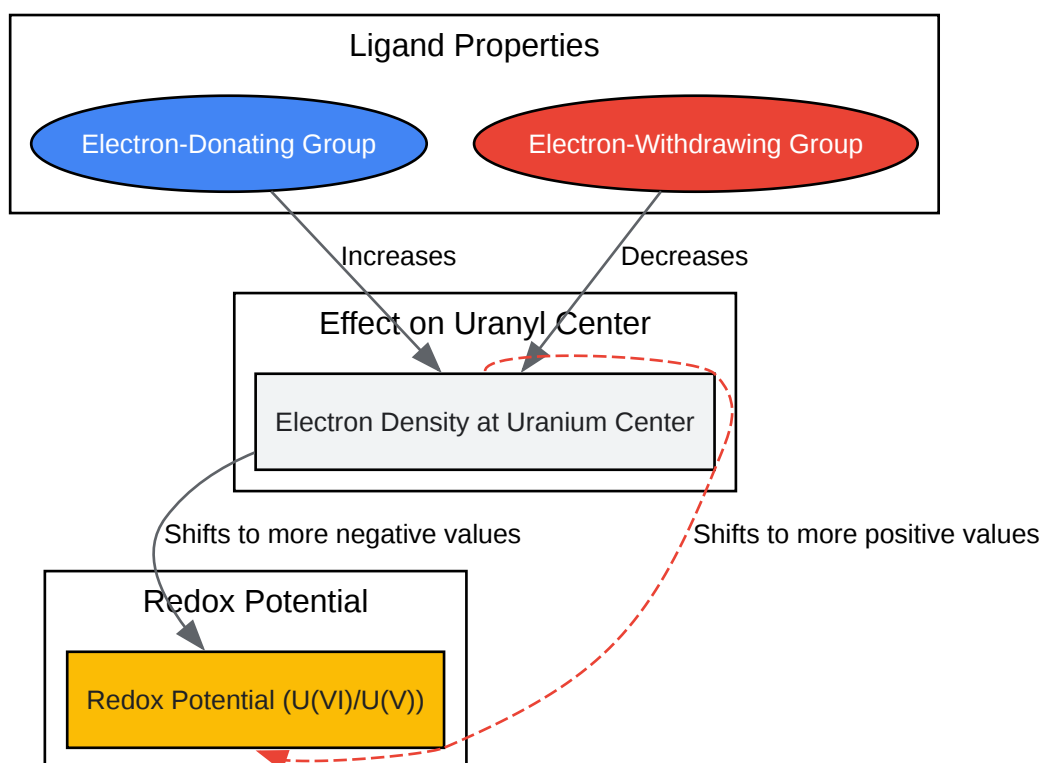 Ligand Properties
Electron-Donating Group
Electron-Withdrawing Group
Increases
Decreases
Effect on Uranyl Center
Electron Density at Uranium Center
Shifts to more negative values
Shifts to more positive values
Redox Potential
Redox Potential (U(VI)/U(V))